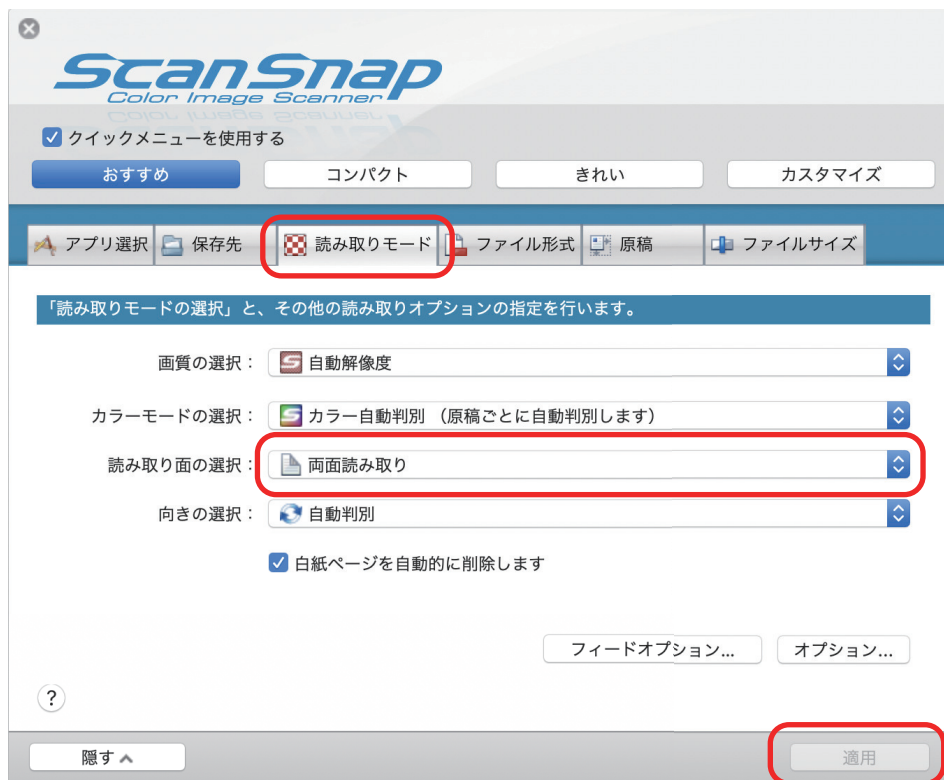 ScanSnap
Color Image Scanner
クイックメニューを使用する
おすすめ コンパクト きれい カスタマイズ
アプリ選択 保存先 読み取りモード ファイル形式 原稿 ファイルサイズ
「読み取りモードの選択」と、その他の読み取りオプションの指定を行います。
画質の選択： 自動解像度
カラーモードの選択： カラー自動判別 （原稿ごとに自動判別します）
読み取り面の選択： 両面読み取り
向きの選択： 自動判別
白紙ページを自動的に削除します
フィードオプション... オプション...
?
隠す 適用